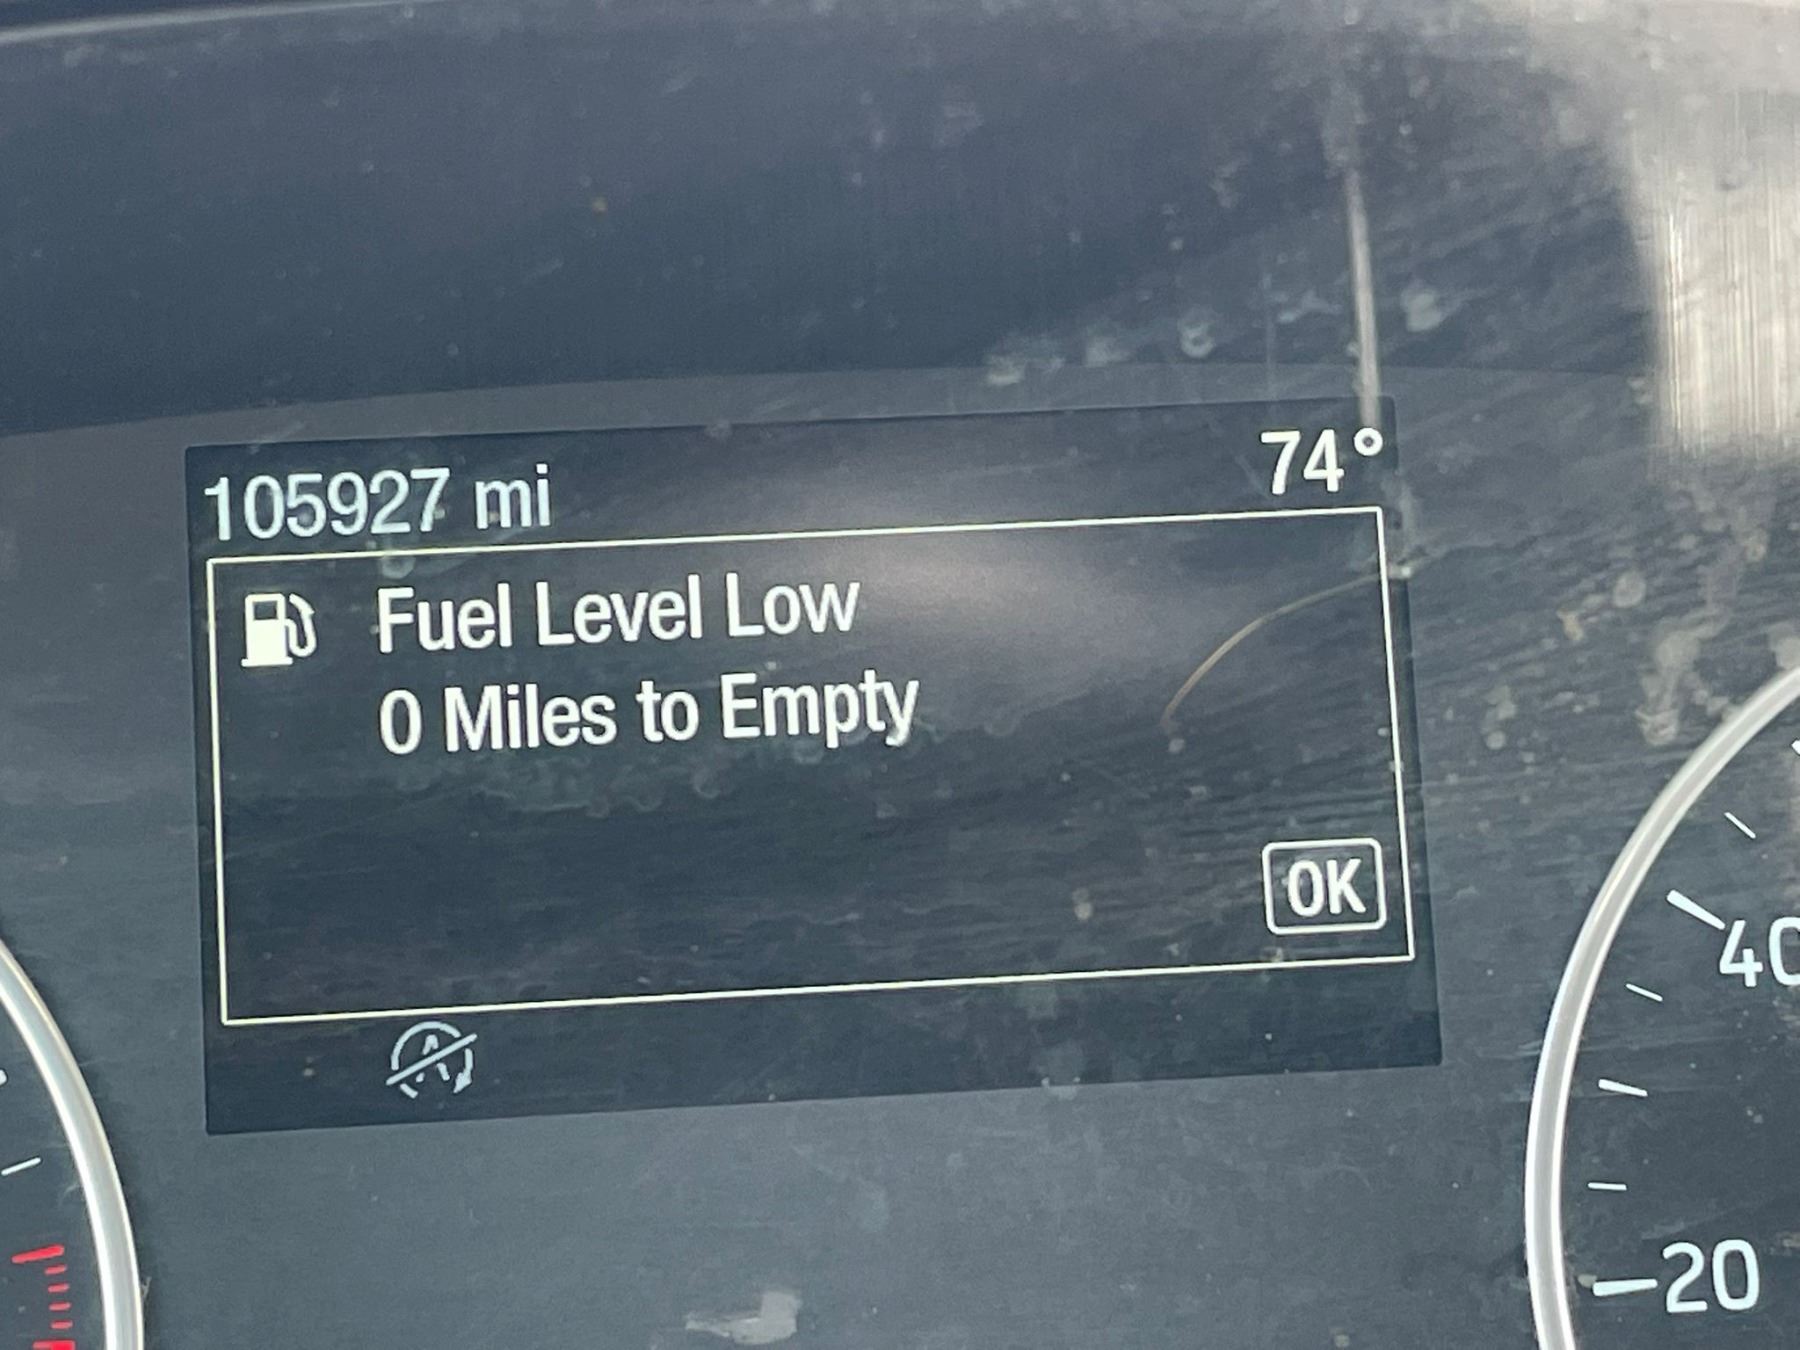 105927 mi 74°
Fuel Level Low
0 Miles to Empty
OK
40
20